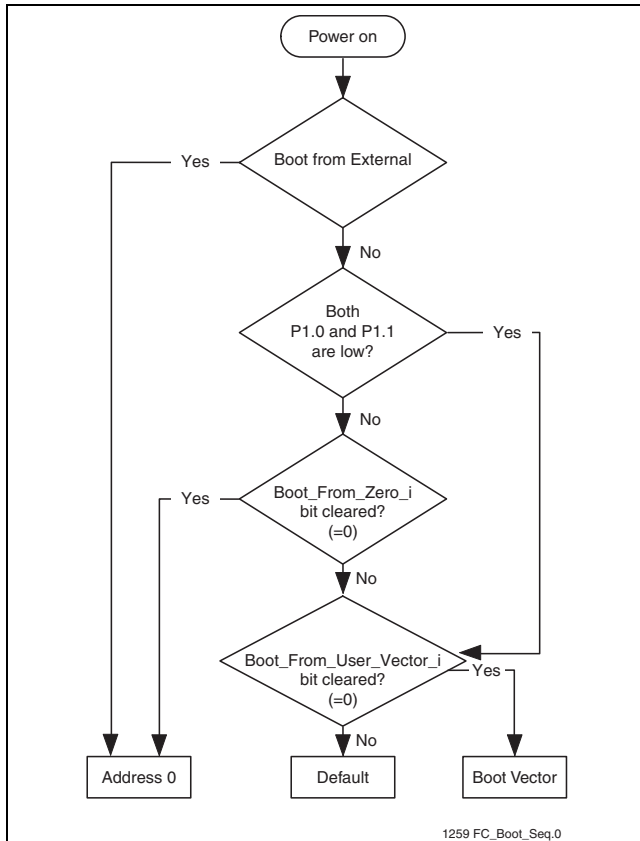 Power on
Boot from External
Yes
No
Both
P1.0 and P1.1
are low?
Yes
No
Boot_From_Zero_i
bit cleared?
(=0)
Yes
No
Boot_From_User_Vector_i
bit cleared?
(=0)
Yes
No
Address 0
Default
Boot Vector
1259 FC_Boot_Seq.0